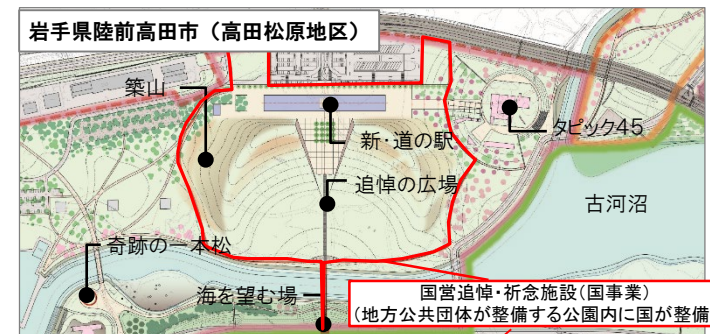 岩手県陸前高田市（高田松原地区）
築山
新・道の駅
タピック45
追悼の広場
古河沼
奇跡の一本松
海を望む場
国営追悼・祈念施設(国事業)
(地方公共団体が整備する公園内に国が整備